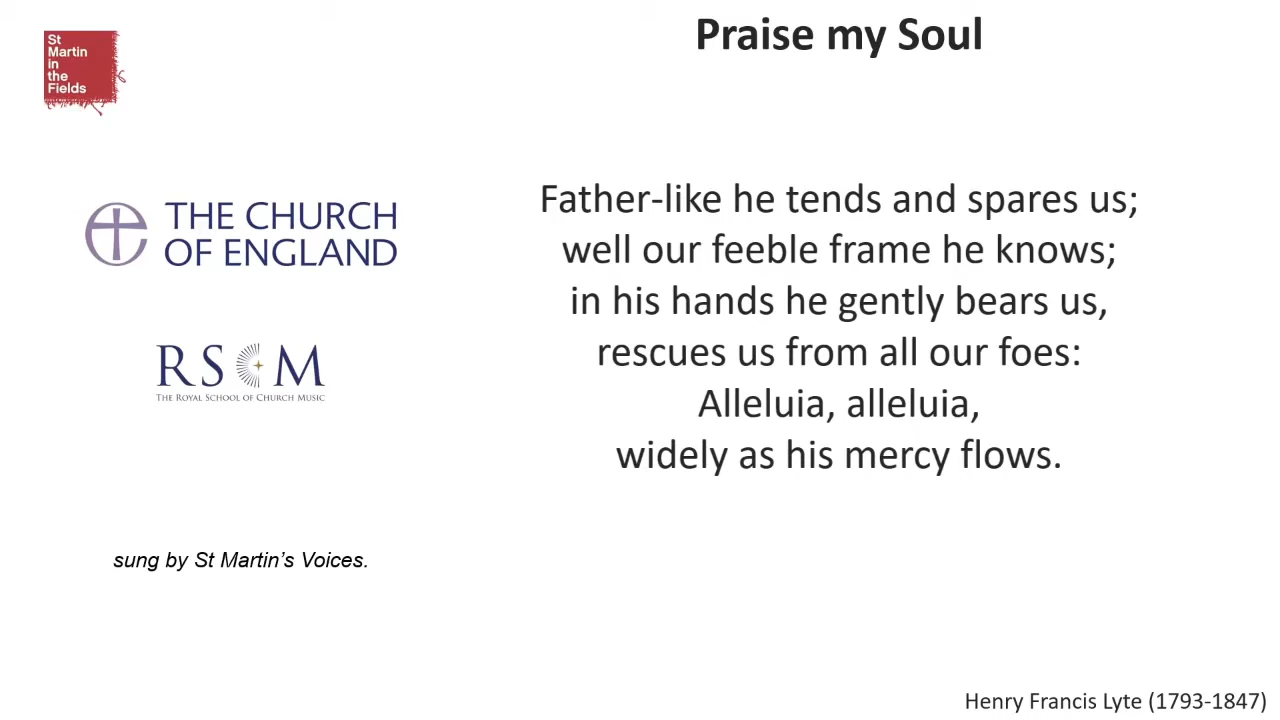 St
Martin
in
the
Fields
Praise my Soul
THE CHURCH
OF ENGLAND
RSCM
THE ROYAL SCHOOL OF CHURCH MUSIC
Father-like he tends and spares us;
well our feeble frame he knows;
in his hands he gently bears us,
rescues us from all our foes:
Alleluia, alleluia,
widely as his mercy flows.
sung by St Martin’s Voices.
Henry Francis Lyte (1793-1847)